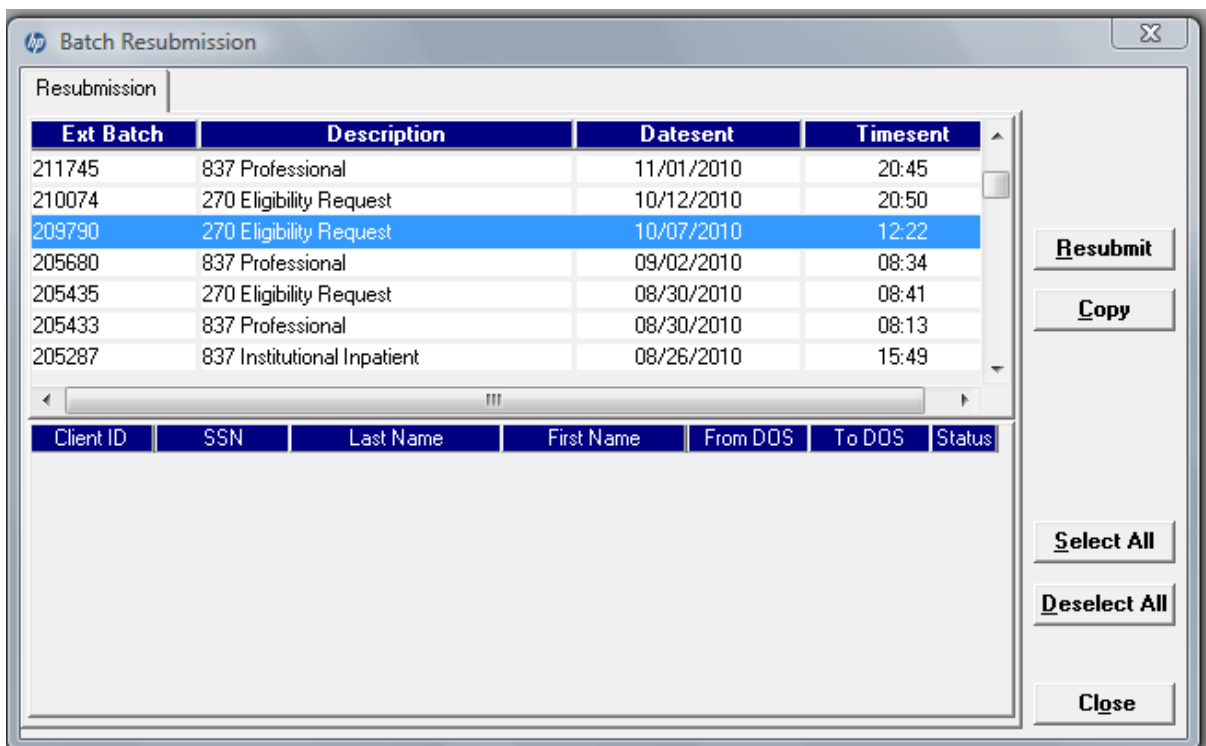 hp Batch Resubmission
Resubmission
Ext Batch Description Datesent Timesent
211745 837 Professional 11/01/2010 20:45
210074 270 Eligibility Request 10/12/2010 20:50
209790 270 Eligibility Request 10/07/2010 12:22
205680 837 Professional 09/02/2010 08:34
205435 270 Eligibility Request 08/30/2010 08:41
205433 837 Professional 08/30/2010 08:13
205287 837 Institutional Inpatient 08/26/2010 15:49
Resubmit
Copy
Client ID SSN Last Name First Name From DOS To DOS Status
Select All
Deselect All
Close